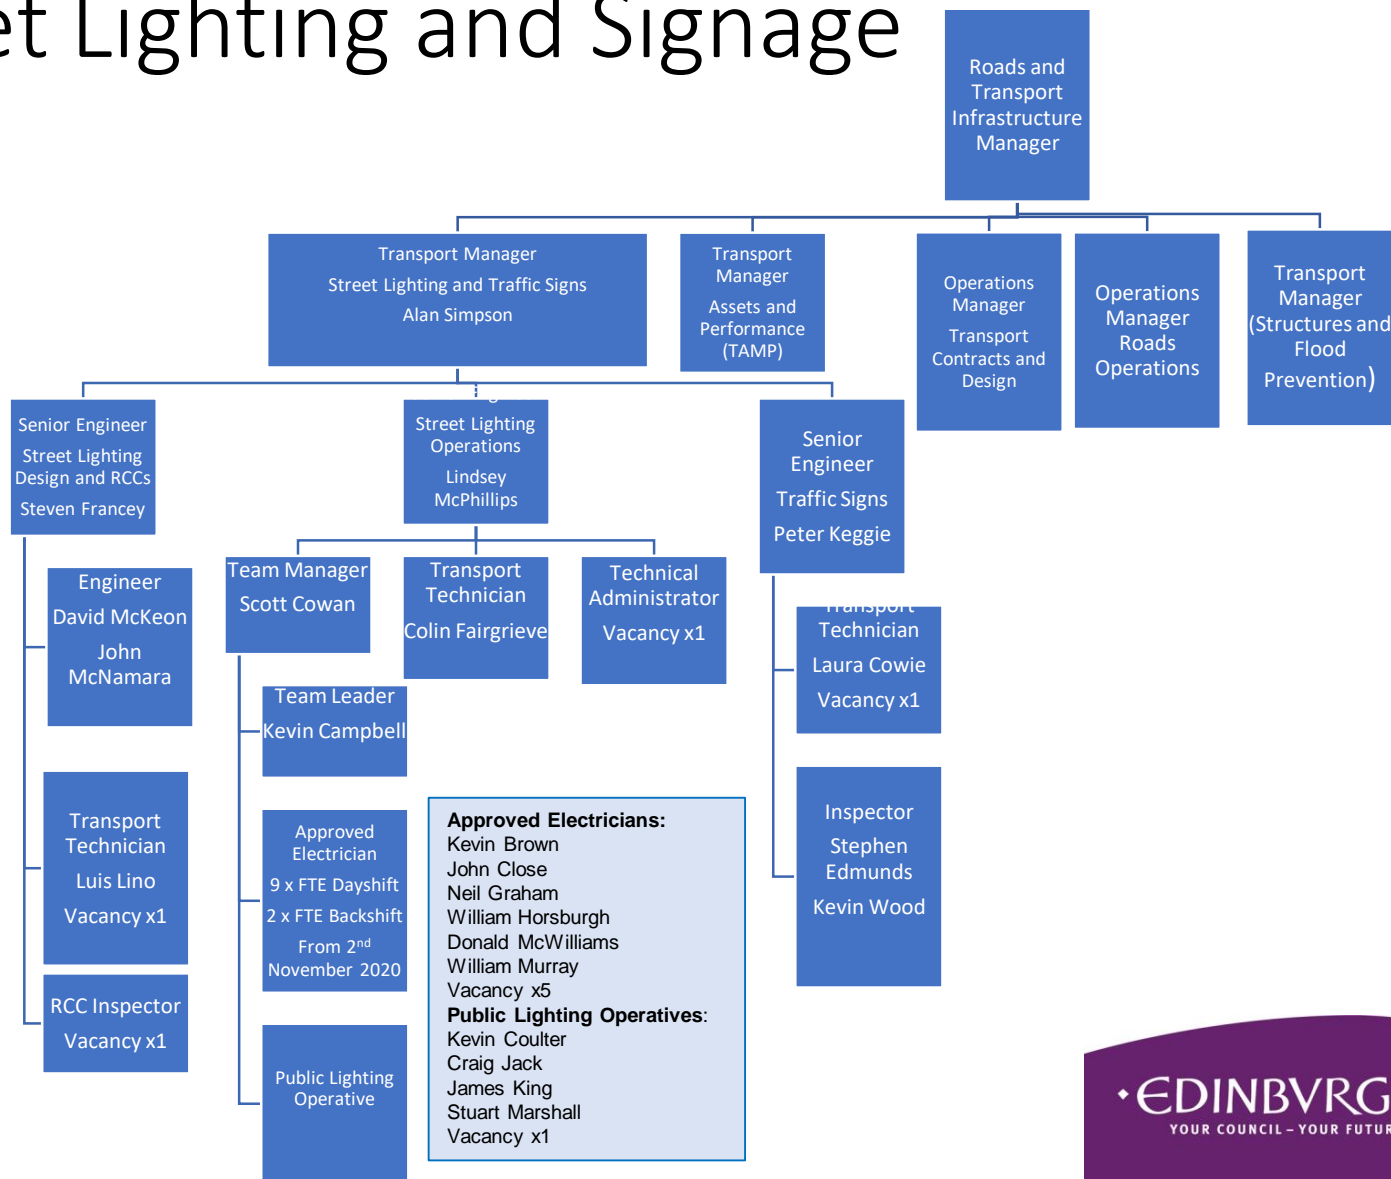 Lighting and Signage
Roads and
Transport
Infrastructure
Manager
Transport Manager
Street Lighting and Traffic Signs
Alan Simpson
Transport
Manager
Assets and
Performance
(TAMP)
Operations
Manager
Transport
Contracts and
Design
Operations
Manager
Roads
Operations
Transport
Manager
(Structures and
Flood
Prevention)
Senior Engineer
Street Lighting
Design and RCCs
Steven Francey
Street Lighting
Operations
Lindsey
McPhillips
Senior
Engineer
Traffic Signs
Peter Keggie
Engineer
David McKeon
John
McNamara
Transport
Technician
Luis Lino
Vacancy x1
RCC Inspector
Vacancy x1
Team Manager
Scott Cowan
Transport
Technician
Colin Fairgrieve
Technical
Administrator
Vacancy x1
Team Leader
Kevin Campbell
Approved
Electrician
9 x FTE Dayshift
2 x FTE Backshift
From 2nd
November 2020
Public Lighting
Operative
Approved Electricians:
Kevin Brown
John Close
Neil Graham
William Horsburgh
Donald McWilliams
William Murray
Vacancy x5
Public Lighting Operatives:
Kevin Coulter
Craig Jack
James King
Stuart Marshall
Vacancy x1
Transport
Technician
Laura Cowie
Vacancy x1
Inspector
Stephen
Edmunds
Kevin Wood
EDINBVRG
YOUR COUNCIL – YOUR FUTUR